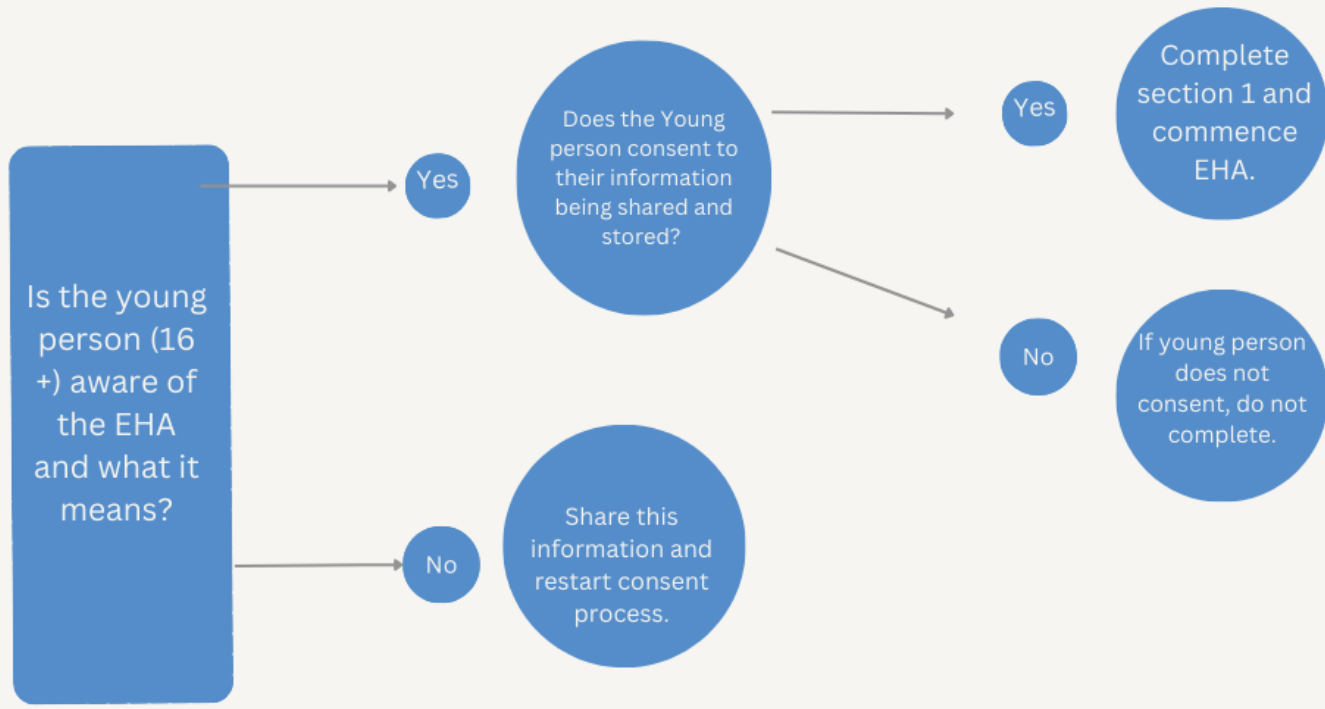 Is the young
person (16
+) aware of
the EHA
and what it
means?
Yes
Does the Young
person consent to
their information
being shared and
stored?
Yes
Complete
section 1 and
commence
EHA.
No
If young person
does not
consent, do not
complete.
No
Share this
information and
restart consent
process.